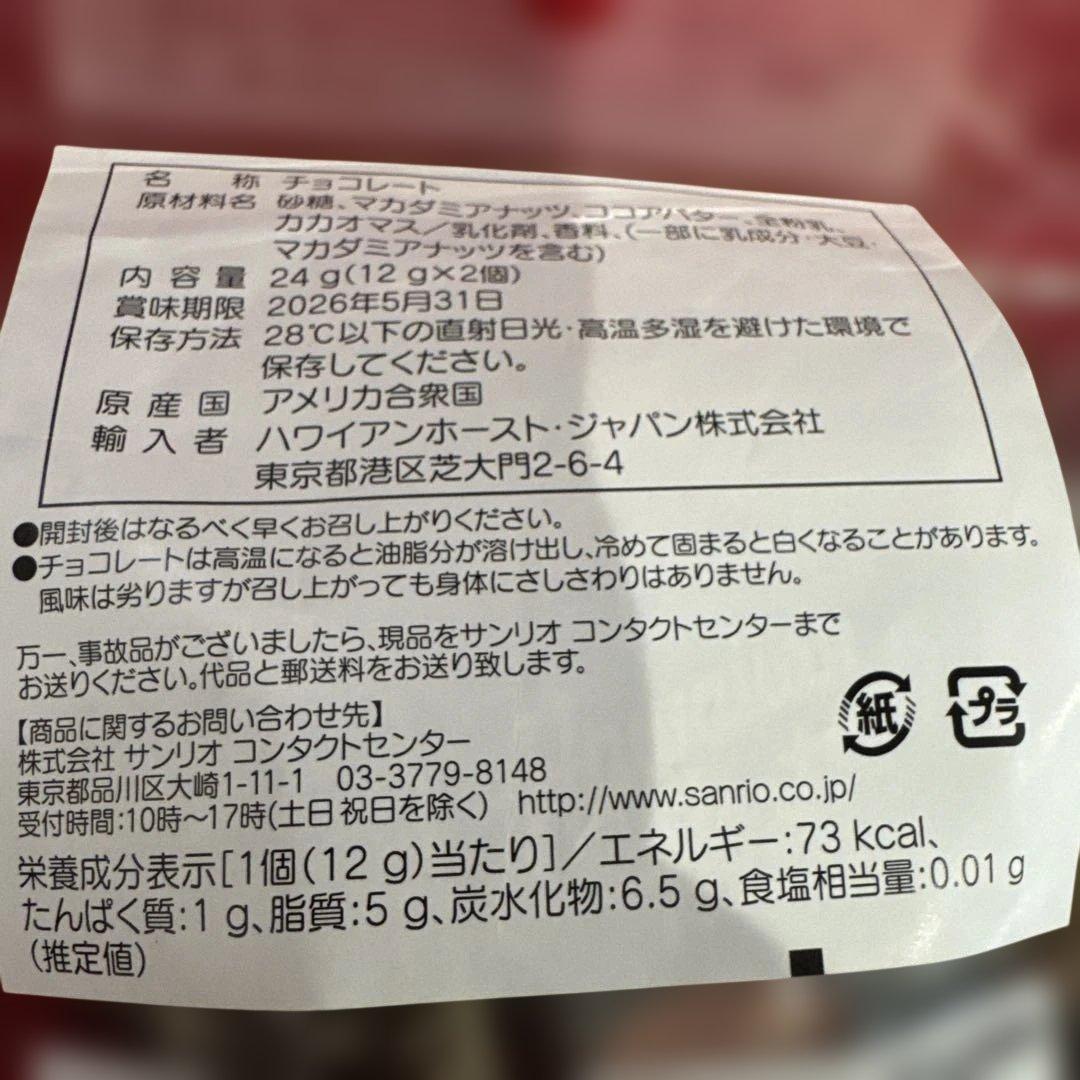 名称 チョコレート
原材料名 砂糖、マカダミアナッツ、ココアバター、全粉乳、
カカオマス／乳化剤、香料、(一部に乳成分・大豆・
マカダミアナッツを含む)
内容量 24 g(12 g×2個)
賞味期限 2026年5月31日
保存方法 28℃以下の直射日光・高温多湿を避けた環境で
保存してください。
原産国 アメリカ合衆国
輸入者 ハワイアンホースト・ジャパン株式会社
東京都港区芝大門2-6-4
●開封後はなるべく早くお召し上がりください。
●チョコレートは高温になると油脂分が溶け出し、冷めて固まると白くなることがあります。
風味は劣りますが召し上がっても身体にさしさわりはありません。
万一、事故品がございましたら、現品をサンリオ コンタクトセンターまで
お送りください。代品と郵送料をお送り致します。
【商品に関するお問い合わせ先】
株式会社 サンリオ コンタクトセンター
東京都品川区大崎1-11-1 03-3779-8148
受付時間:10時～17時(土日祝日を除く) http://www.sanrio.co.jp/
紙 プラ
栄養成分表示[1個(12 g)当たり]／エネルギー:73 kcal、
たんぱく質:1 g、脂質:5 g、炭水化物:6.5 g、食塩相当量:0.01 g
(推定値)